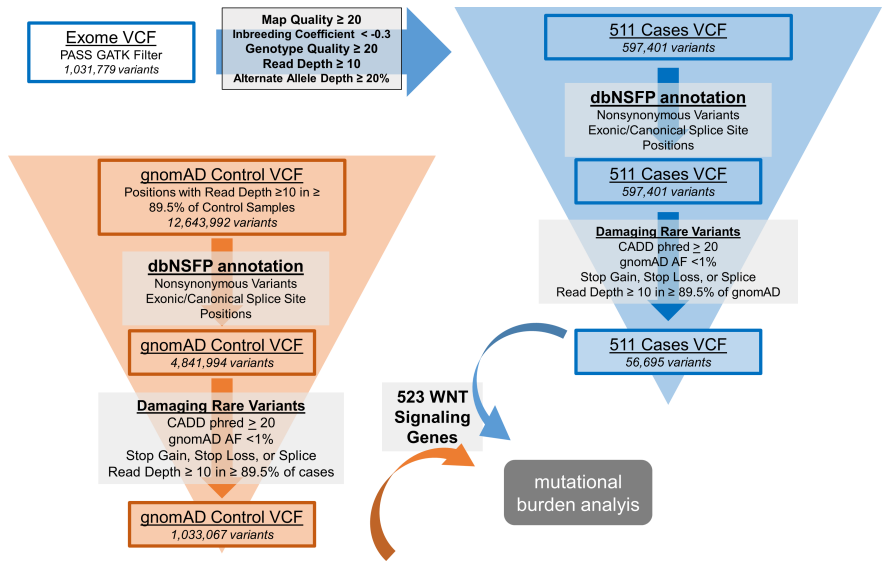 Exome VCF
PASS GATK Filter
1,031,779 variants
Map Quality ≥ 20
Inbreeding Coefficient < -0.3
Genotype Quality ≥ 20
Read Depth ≥ 10
Alternate Allele Depth ≥ 20%
511 Cases VCF
597,401 variants
dbNSFP annotation
Nonsynonymous Variants
Exonic/Canonical Splice Site
Positions
511 Cases VCF
597,401 variants
Damaging Rare Variants
CADD phred ≥ 20
gnomAD AF <1%
Stop Gain, Stop Loss, or Splice
Read Depth ≥ 10 in ≥ 89.5% of gnomAD
511 Cases VCF
56,695 variants
gnomAD Control VCF
Positions with Read Depth ≥10 in ≥
89.5% of Control Samples
12,643,992 variants
dbNSFP annotation
Nonsynonymous Variants
Exonic/Canonical Splice Site
Positions
gnomAD Control VCF
4,841,994 variants
Damaging Rare Variants
CADD phred ≥ 20
gnomAD AF <1%
Stop Gain, Stop Loss, or Splice
Read Depth ≥ 10 in ≥ 89.5% of cases
gnomAD Control VCF
1,033,067 variants
523 WNT
Signaling
Genes
mutational
burden analyis